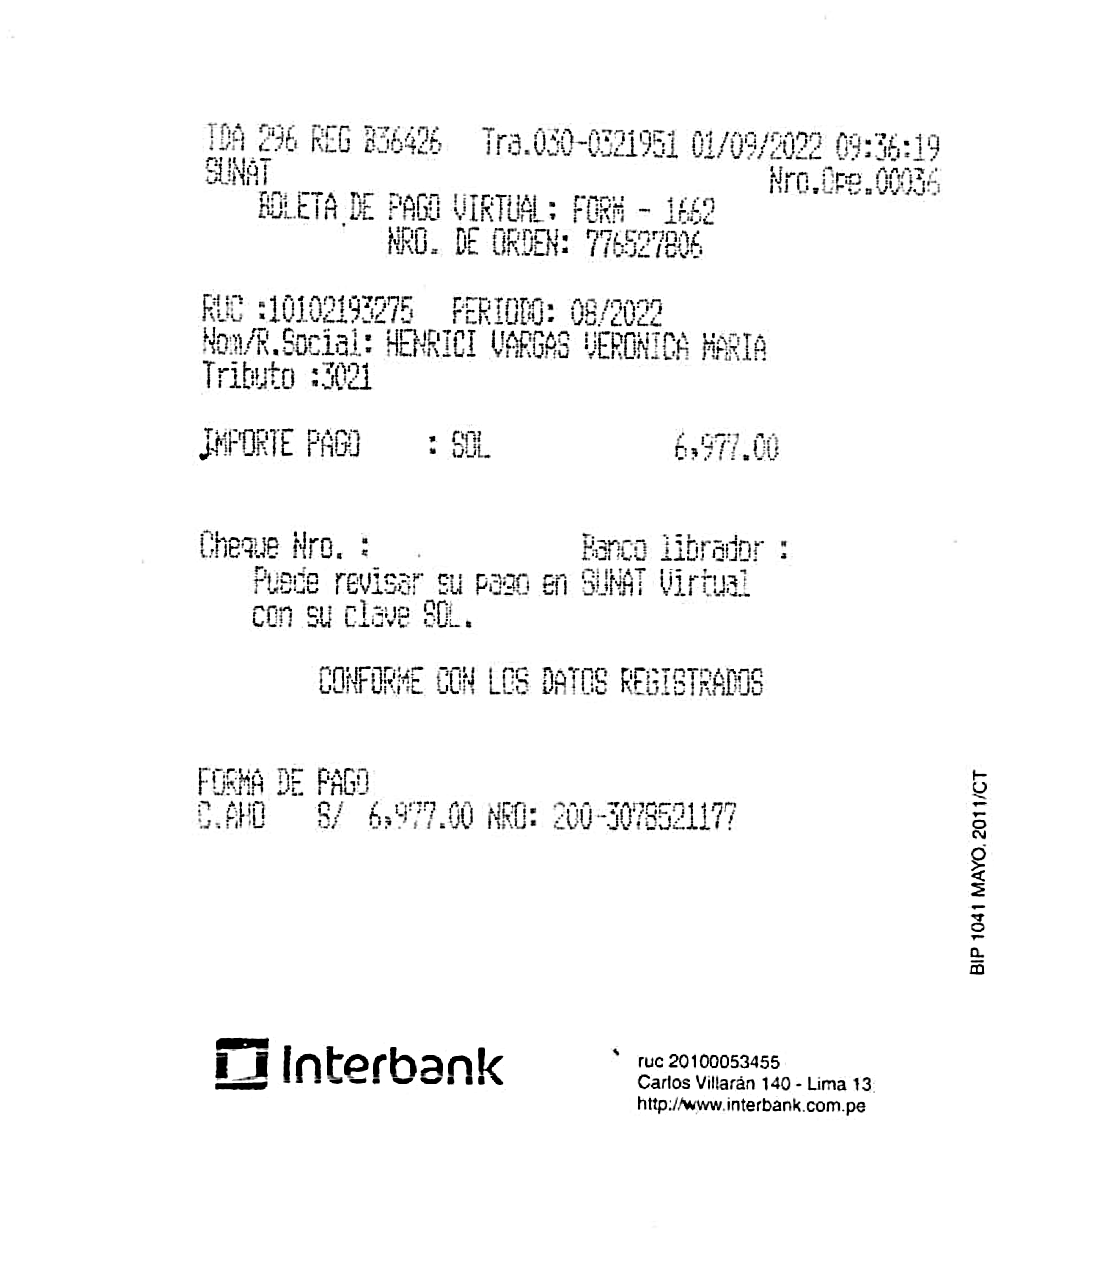 TDA 296 REG B36426 Tra.030-0321951 01/09/2022 09:36:19
SUNAT Nro.Ope.00036
BOLETA DE PAGO VIRTUAL: FORM - 1662
NRO. DE ORDEN: 776527806
RUC :10102193275 PERIODO: 08/2022
Nom/R.Social: HENRICI VARGAS VERONICA MARIA
Tributo :3021
IMPORTE PAGO : SOL 6,977.00
Cheque Nro. : Banco librador :
Puede revisar su pago en SUNAT Virtual
con su clave SOL.
CONFORME CON LOS DATOS REGISTRADOS
FORMA DE PAGO
C.AHO S/ 6,977.00 NRO: 200-3078521177
BIP 1041 MAYO. 2011/CT
Interbank
ruc 20100053455
Carlos Villarán 140 - Lima 13
http://www.interbank.com.pe